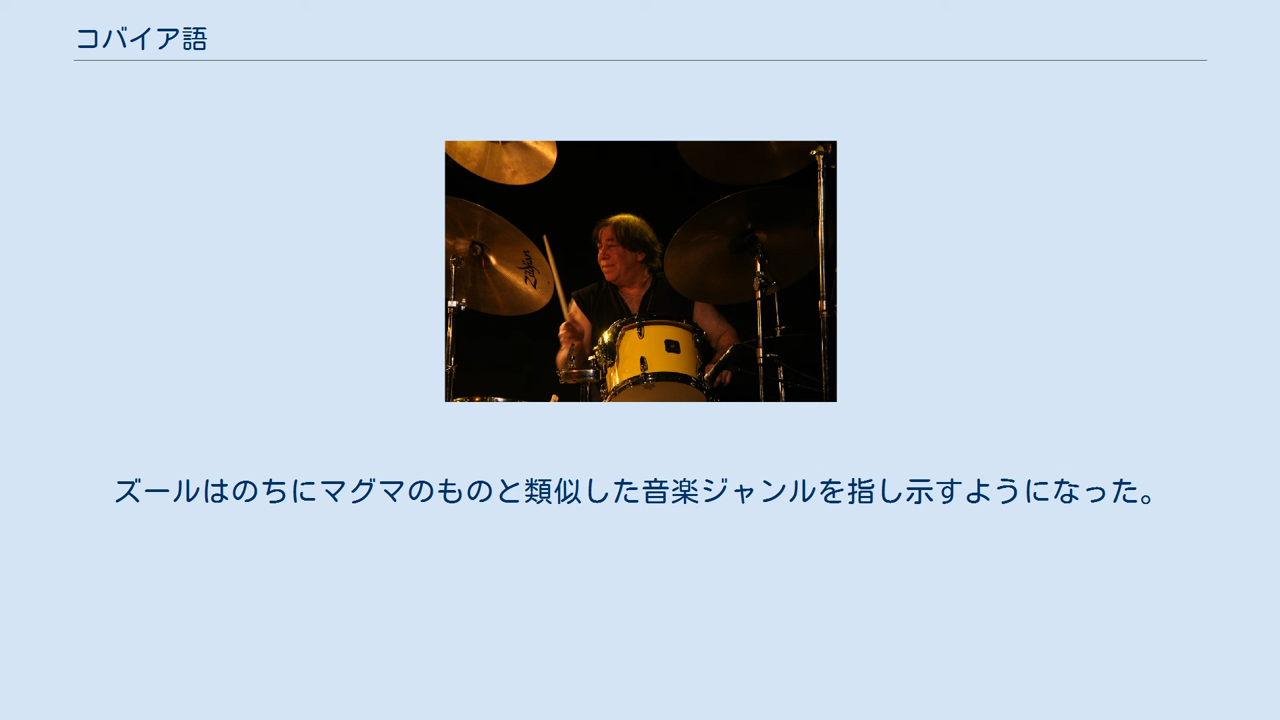 コバイア語
Zildjian
ズールはのちにマグマのものと類似した音楽ジャンルを指し示すようになった。